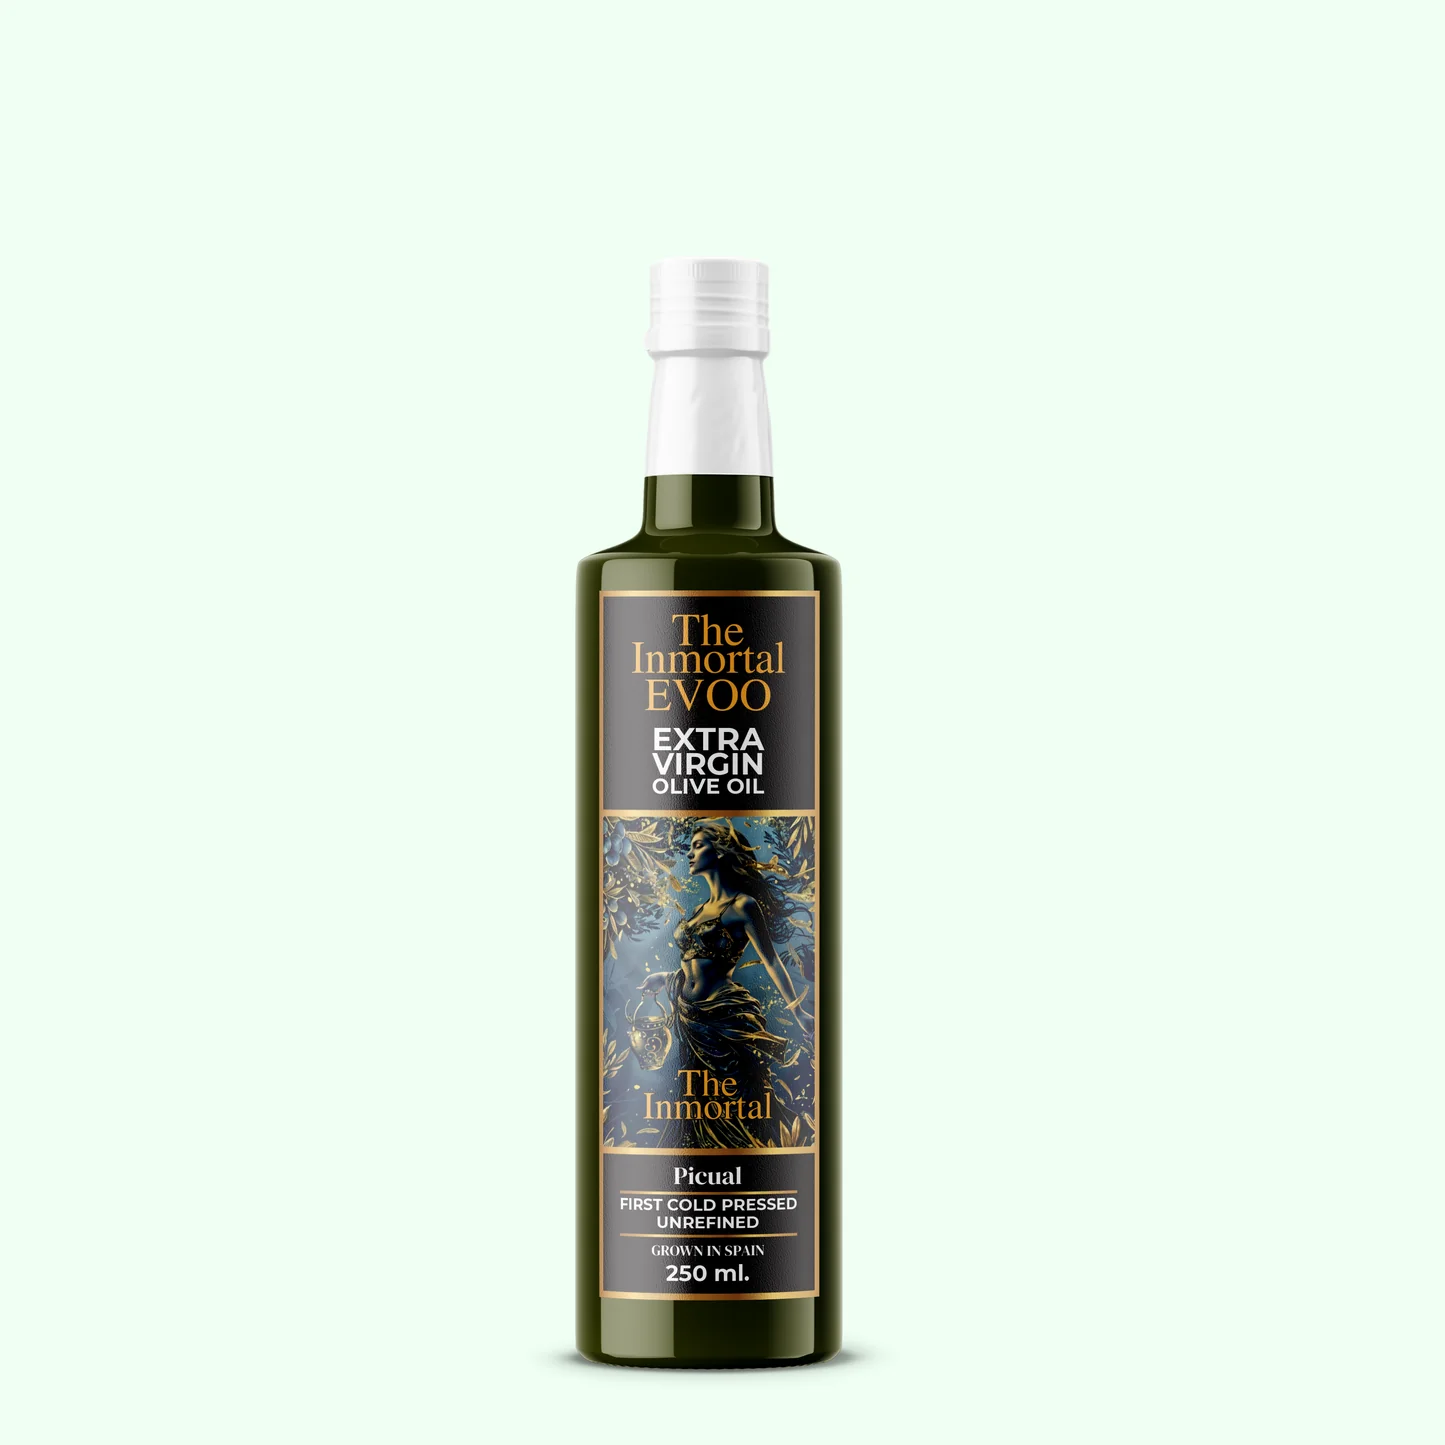 The
Inmortal
EVOO
EXTRA
VIRGIN
OLIVE OIL
The
Inmortal
Picual
FIRST COLD PRESSED
UNREFINED
GROWN IN SPAIN
250 ml.